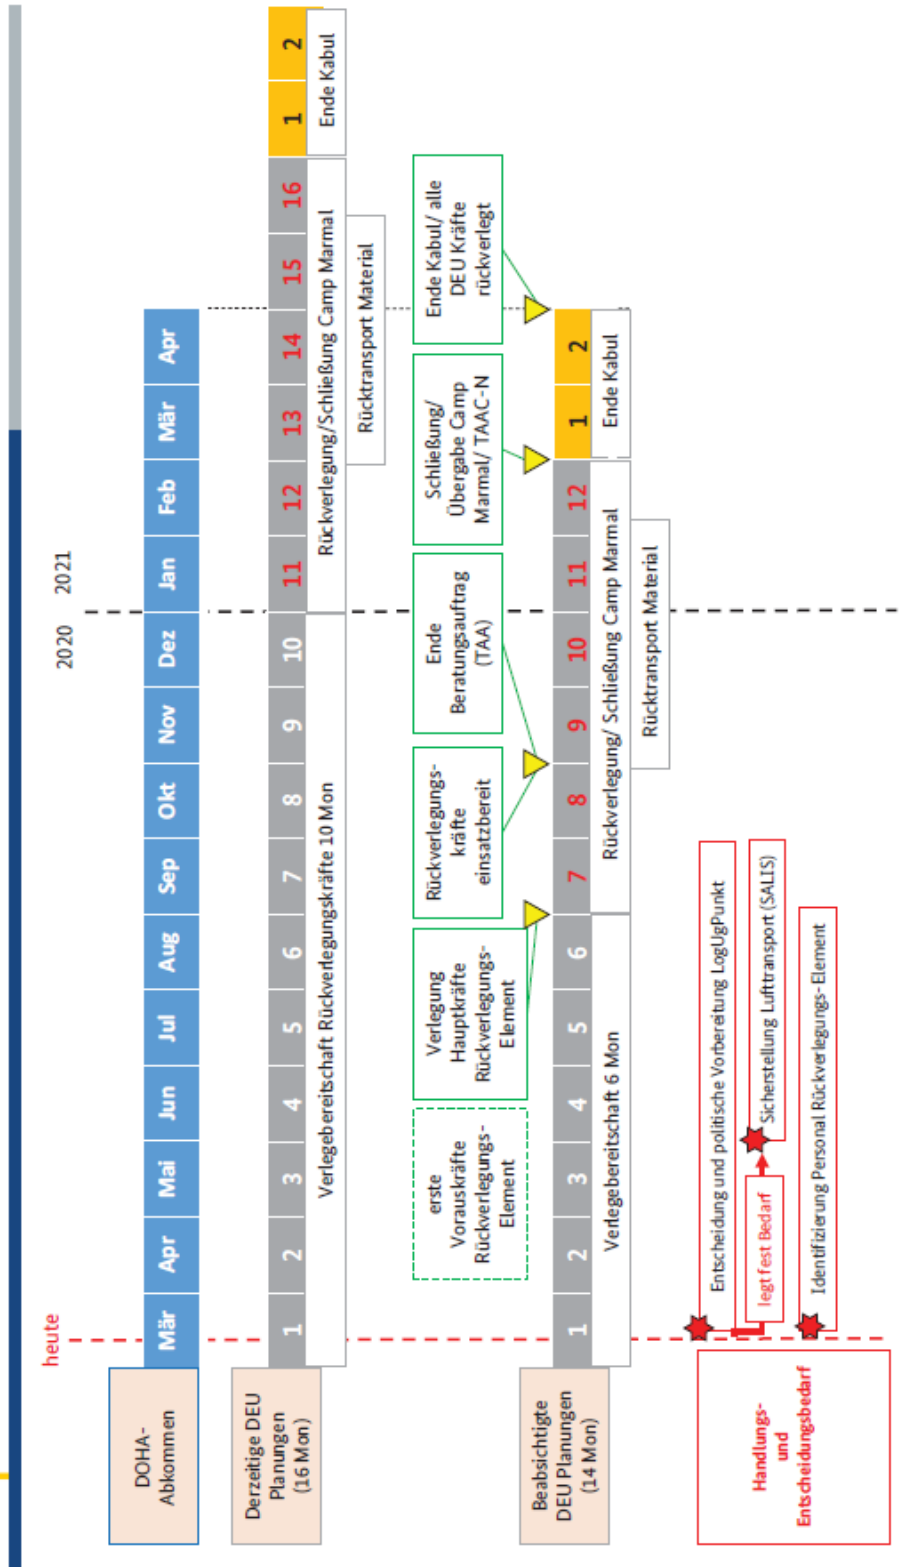 heute
2020
2021
DOHA-
Abkommen
Mär
Apr
Mai
Jun
Jul
Aug
Sep
Okt
Nov
Dez
Jan
Feb
Mär
Apr
Derzeitige DEU
Planungen
(16 Mon)
1
2
3
4
5
6
7
8
9
10
11
12
13
14
15
16
1
2
Verlegebereitschaft Rückverlegungskräfte 10 Mon
Rückverlegung/Schließung Camp Marmal
Ende Kabul
Rücktransport Material
erste
Vorauskräfte
Rückverlegungs-
Element
Verlegung
Hauptkräfte
Rückverlegungs-
Element
Rückverlegungs-
kräfte
einsatzbereit
Ende
Beratungsauftrag
(TAA)
Schließung/
Übergabe Camp
Marmal/ TAAC-N
Ende Kabul/ alle
DEU Kräfte
rückverlegt
Beabsichtigte
DEU Planungen
(14 Mon)
1
2
3
4
5
6
7
8
9
10
11
12
1
2
Verlegebereitschaft 6 Mon
Rückverlegung/ Schließung Camp Marmal
Ende Kabul
Rücktransport Material
Handlungs-
und
Entscheidungsbedarf
Entscheidung und politische Vorbereitung LogUgPunkt
legt fest Bedarf
Sicherstellung Lufttransport (SALIS)
Identifizierung Personal Rückverlegungs-Element